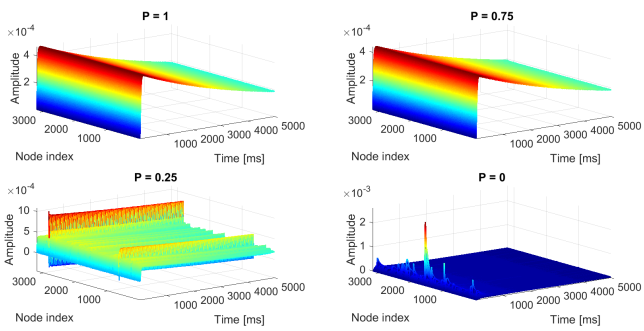 P = 1
×10⁻⁴
4
2
Amplitude
3000
2000
1000
Node index
1000
2000
3000
4000
5000
Time [ms]
P = 0.75
×10⁻⁴
4
2
Amplitude
3000
2000
1000
Node index
1000
2000
3000
4000
5000
Time [ms]
P = 0.25
×10⁻⁴
10
5
0
Amplitude
3000
2000
1000
Node index
1000
2000
3000
4000
5000
Time [ms]
P = 0
×10⁻³
2
1
0
Amplitude
3000
2000
1000
Node index
1000
2000
3000
4000
5000
Time [ms]